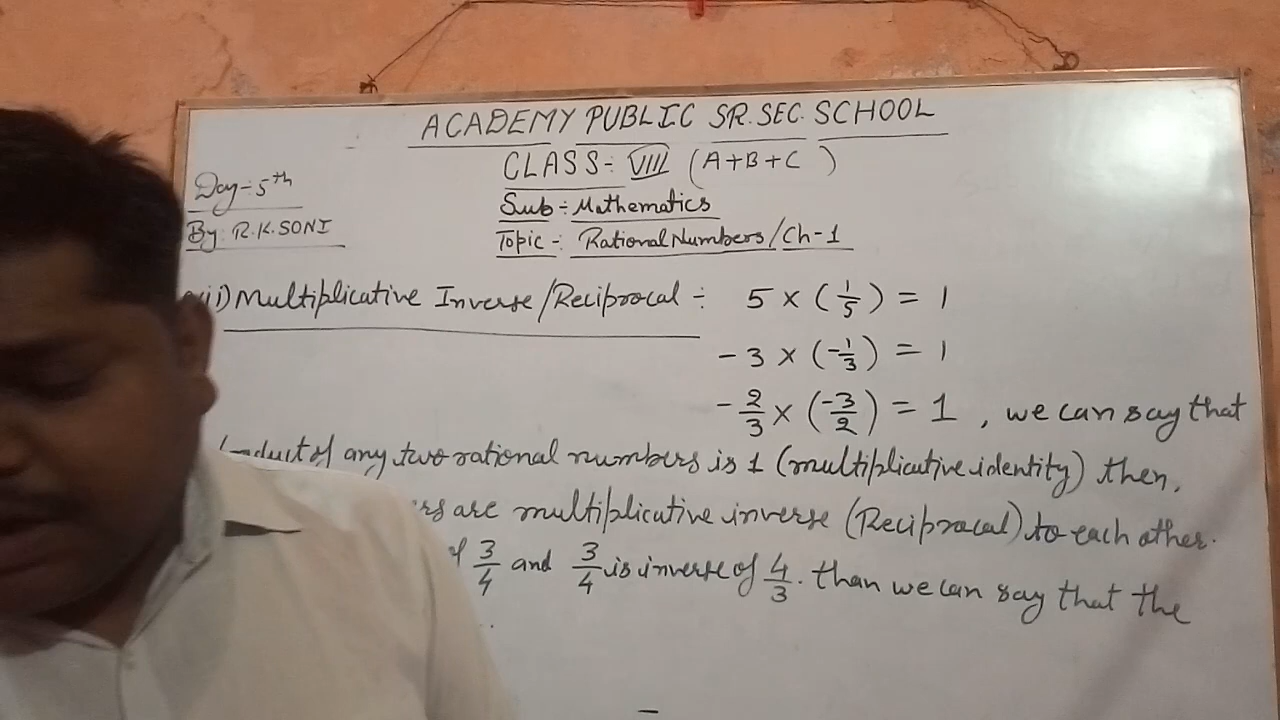 ACADEMY PUBLIC SR. SEC. SCHOOL
CLASS:- VIII (A+B+C )
Day-:5th
Sub-: Mathematics
By: R.K.SONI
Topic-: Rational Numbers/Ch-1
Multiplicative Inverse/Reciprocal -: 5 × (1/5) = 1
-3 × (-1/3) = 1
-2/3 × (-3/2) = 1 , we can say that
of any two rational numbers is 1 (multiplicative identity) then,
are multiplicative inverse (Reciprocal) to each other.
of 3/4 and 3/4 is inverse of 4/3. than we can say that the